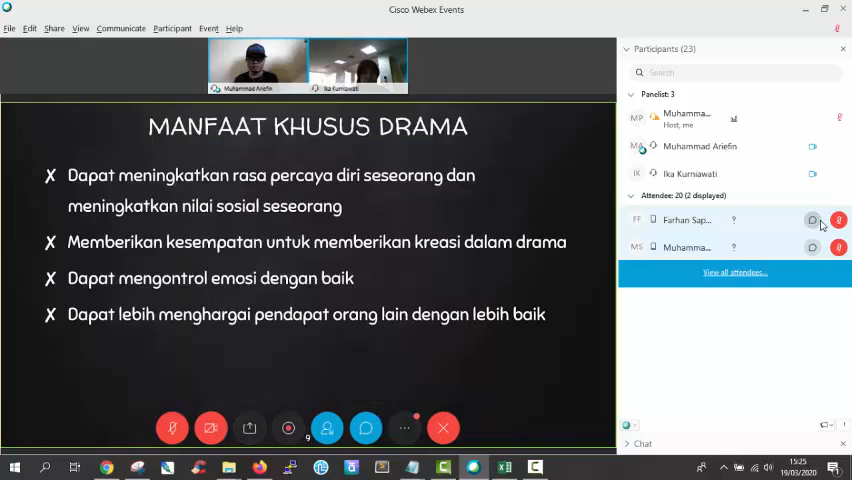 Cisco Webex Events
File Edit Share View Communicate Participant Event Help
Muhammad Ariefin
Ika Kurniawati
MANFAAT KHUSUS DRAMA
✗ Dapat meningkatkan rasa percaya diri seseorang dan
meningkatkan nilai sosial seseorang
✗ Memberikan kesempatan untuk memberikan kreasi dalam drama
✗ Dapat mengontrol emosi dengan baik
✗ Dapat lebih menghargai pendapat orang lain dengan lebih baik
9
Participants (23)
Search
Panelist: 3
MP Muhamma...
Host, me
MA Muhammad Ariefin
IK Ika Kurniawati
Attendee: 20 (2 displayed)
FF Farhan Sap... ?
MS Muhamma... ?
View all attendees...
Chat
15:25
19/03/2020